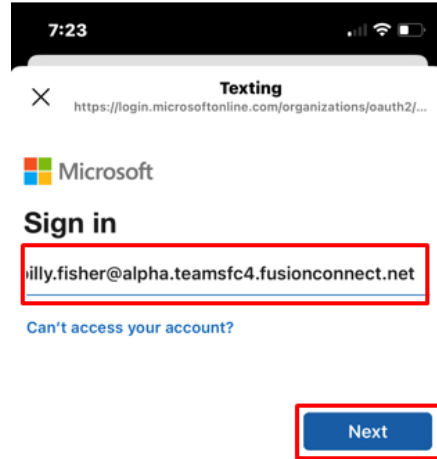 7:23
Texting
https://login.microsoftonline.com/organizations/oauth2/...
Microsoft
Sign in
illy.fisher@alpha.teamsfc4.fusionconnect.net
Can't access your account?
Next